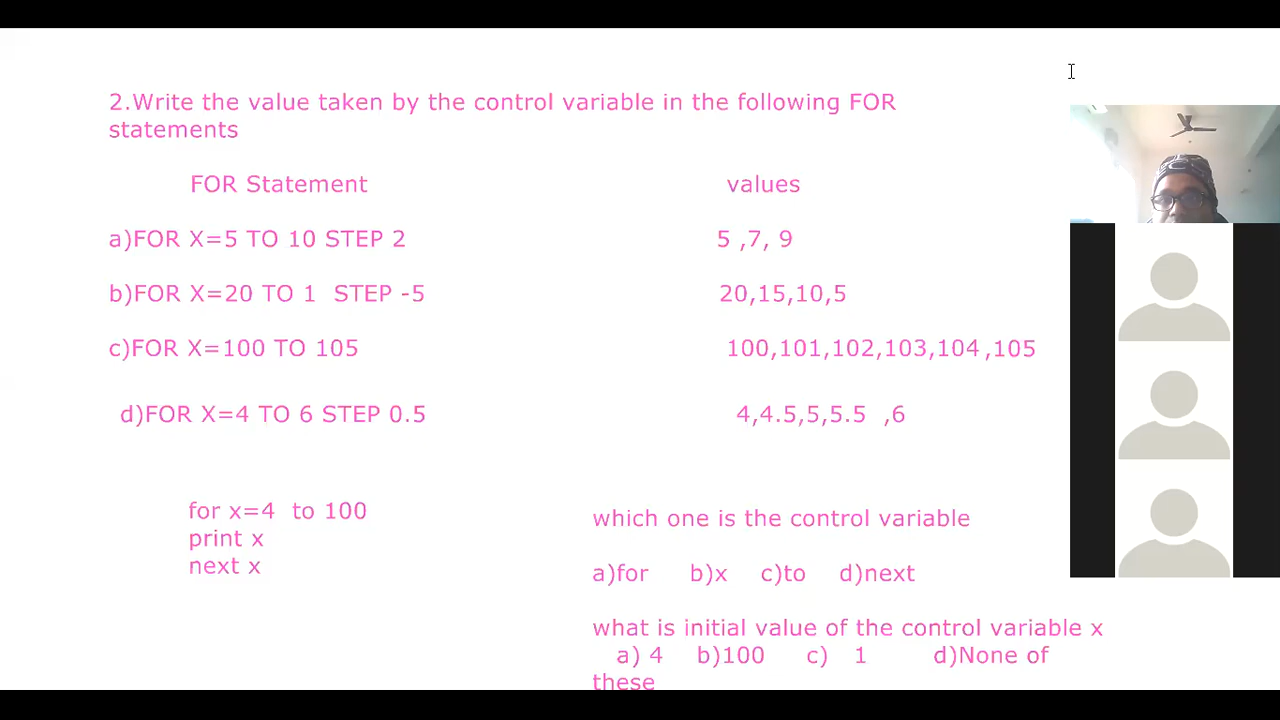 2.Write the value taken by the control variable in the following FOR
statements
FOR Statement values
a)FOR X=5 TO 10 STEP 2 5 ,7, 9
b)FOR X=20 TO 1 STEP -5 20,15,10,5
c)FOR X=100 TO 105 100,101,102,103,104 ,105
d)FOR X=4 TO 6 STEP 0.5 4,4.5,5,5.5 ,6
for x=4 to 100
print x
next x
which one is the control variable
a)for b)x c)to d)next
what is initial value of the control variable x
a) 4 b)100 c) 1 d)None of
these